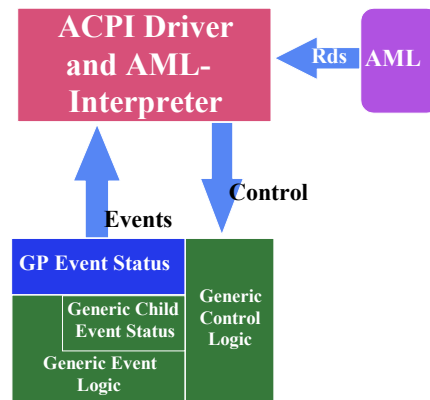 ACPI Driver
and AML-
Interpreter
Rds
AML
Control
Events
GP Event Status
Generic Child
Event Status
Generic Event
Logic
Generic
Control
Logic